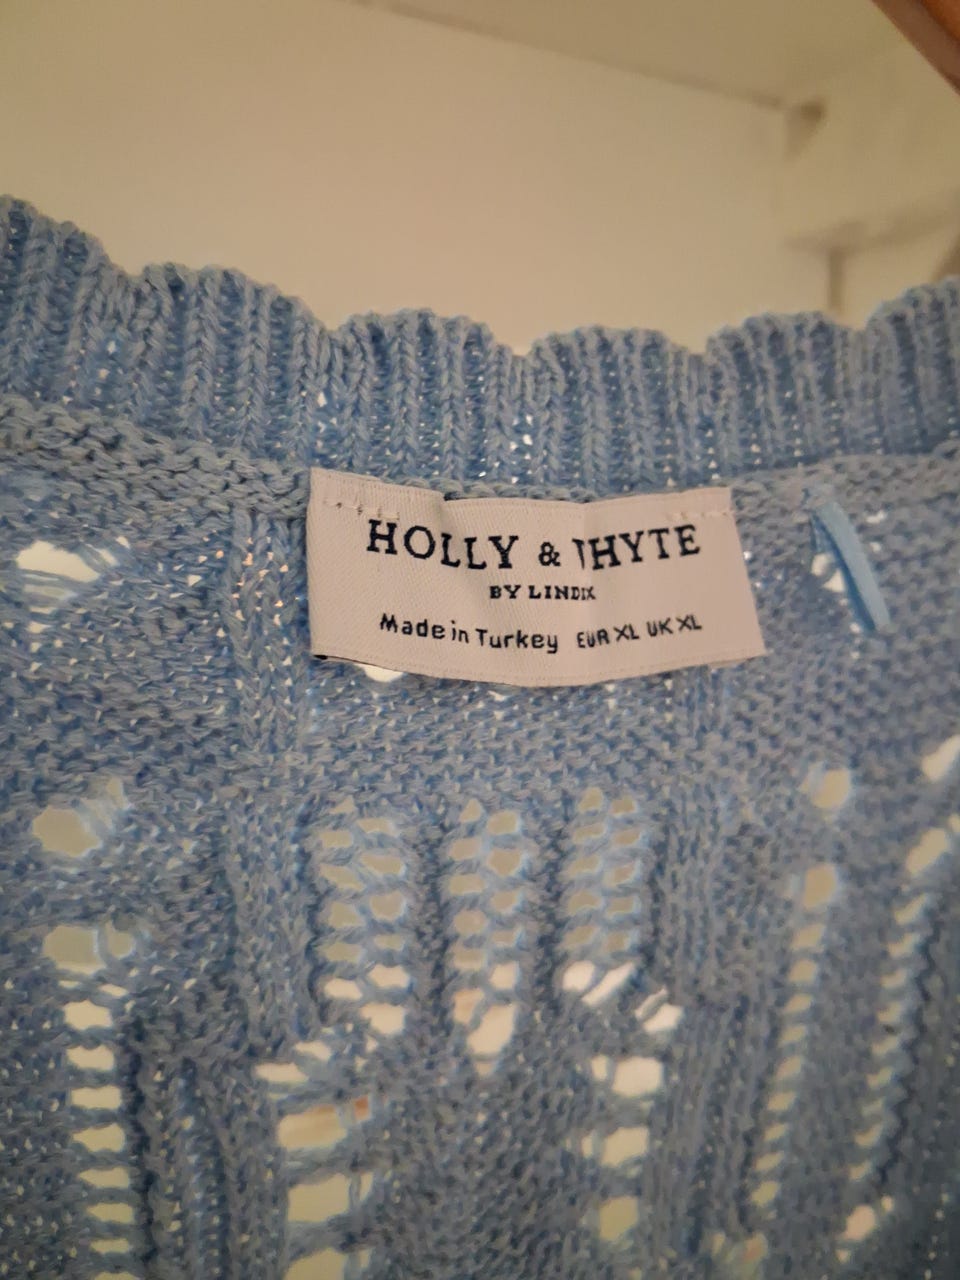 HOLLY & WHYTE
BY LINDEX
Made in Turkey EUR XL UK XL